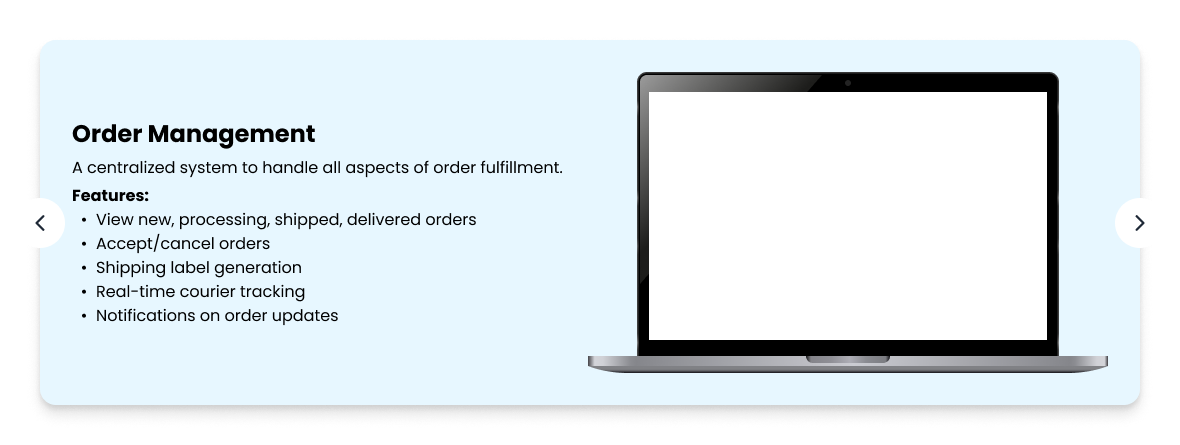 Order Management
A centralized system to handle all aspects of order fulfillment.
Features:
• View new, processing, shipped, delivered orders
• Accept/cancel orders
• Shipping label generation
• Real-time courier tracking
• Notifications on order updates